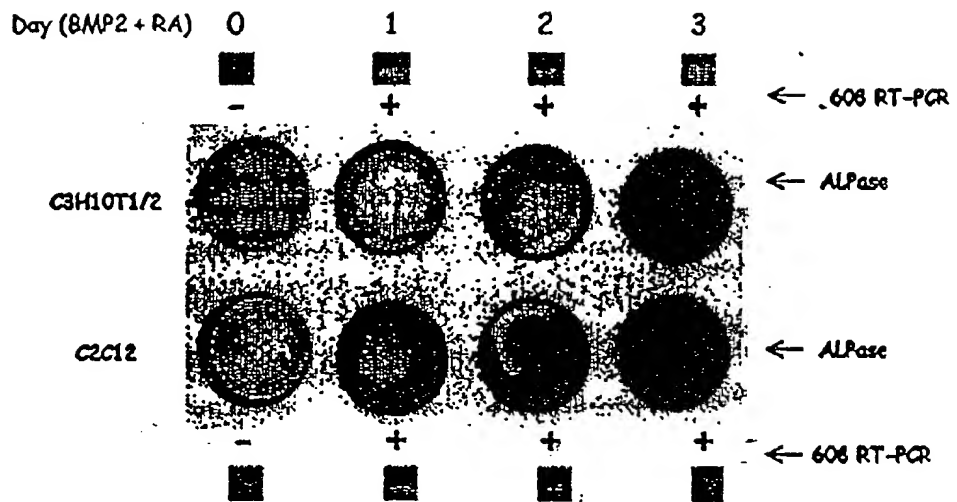 Day (BMP2 + RA) 0 1 2 3
- + + + ← 608 RT-PCR
C3H10T1/2 ← ALPase
C2C12 ← ALPase
- + + + ← 608 RT-PCR